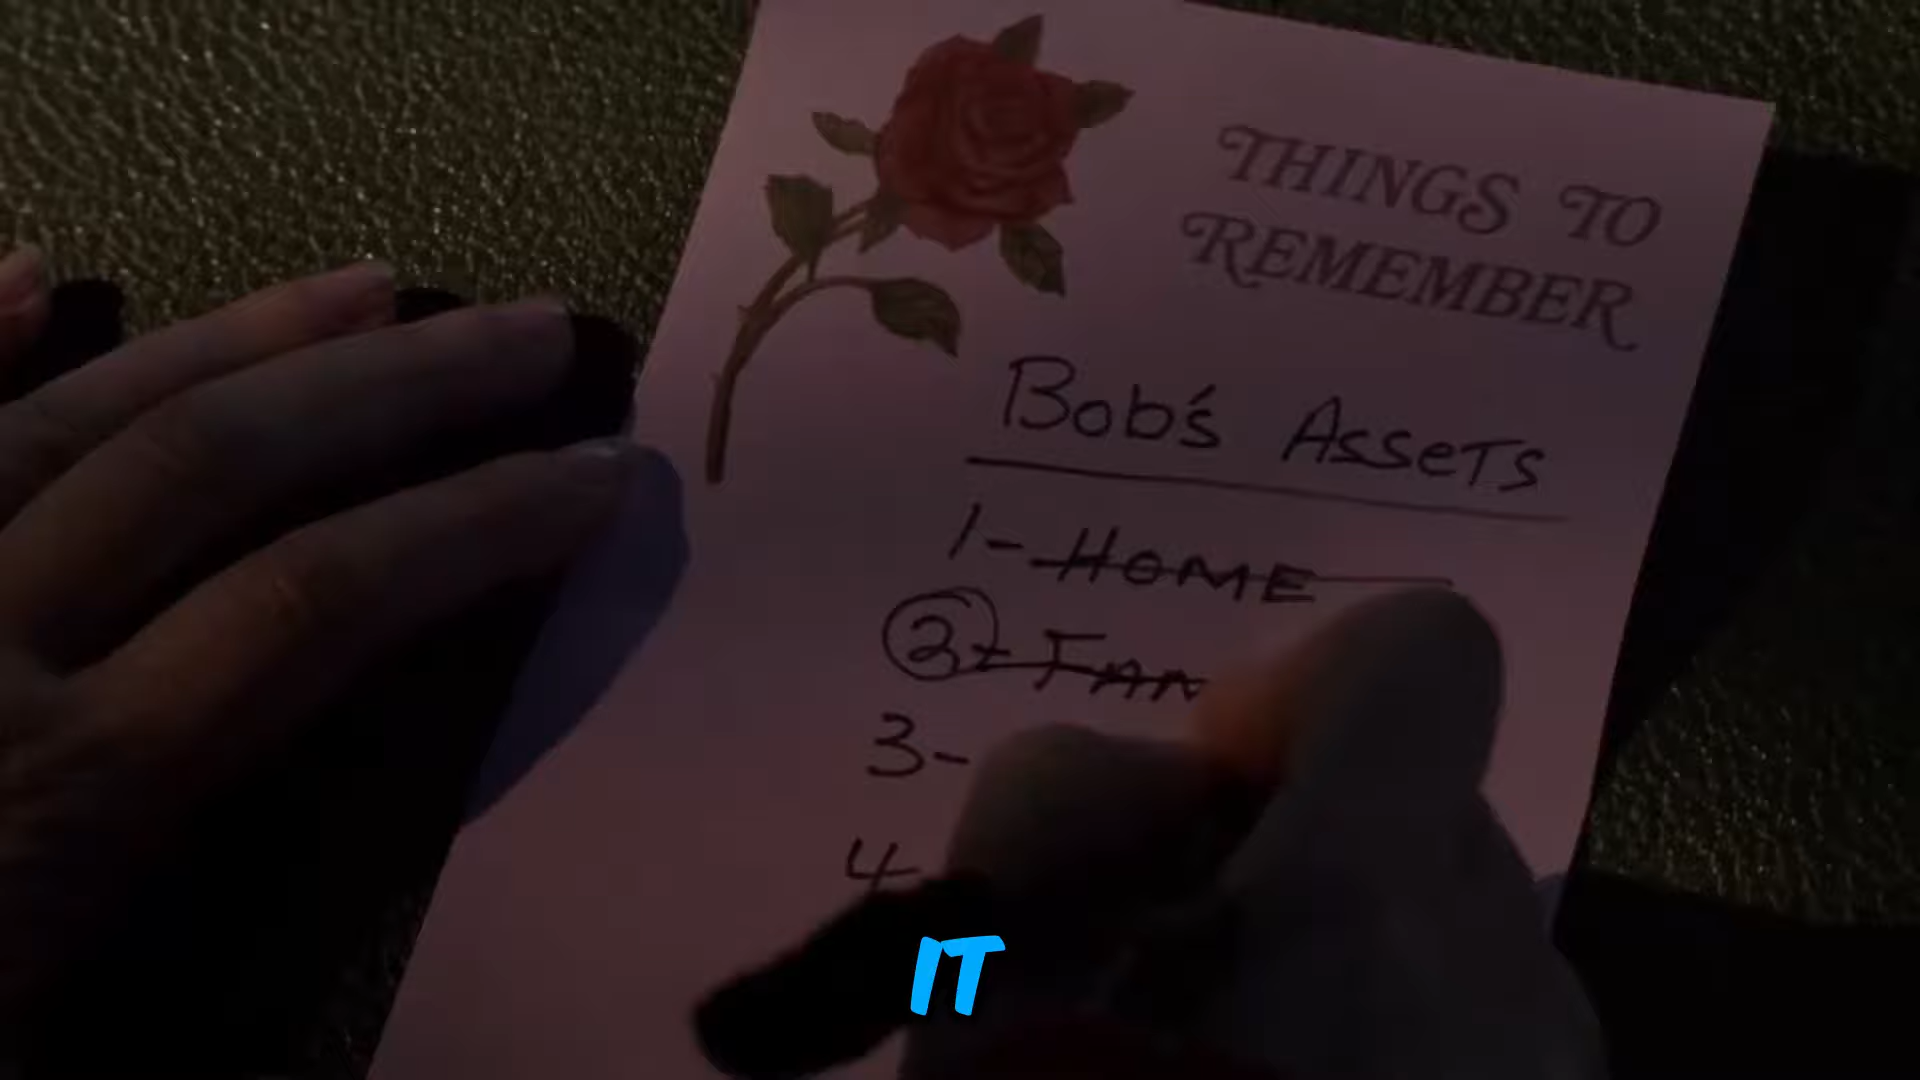 THINGS TO
REMEMBER
Bob's Assets
1- HOME
2-
3-
4
IT